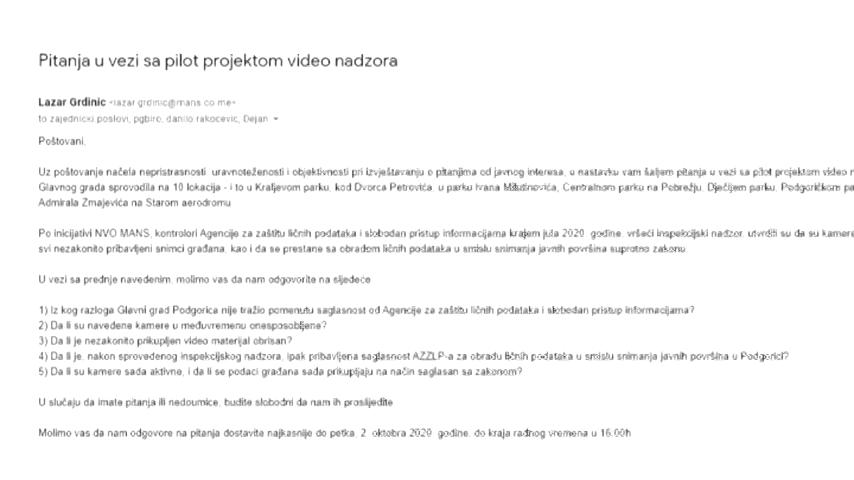 Pitanja u vezi sa pilot projektom video nadzora
Lazar Grdinic <lazar.grdinic@mans.co.me>
to zajednicki.poslovi, pgbiro, danilo.rakocevic, Dejan
Poštovani,
Uz poštovanje načela nepristrasnosti uravnoteženosti i objektivnosti pri izvještavanju o pitanjima od javnog interesa, u nastavku vam šaljem pitanja u vezi sa pilot projektom video
Glavnog grada sprovodila na 10 lokacija - i to u Kraljevom parku, kod Dvorca Petrovića, u parku Ivana Milutinovića, Centralnom parku na Pobrežju, Dječijem parku, Podgoričkom
Admirala Zmajevića na Starom aerodromu
Po inicijativi NVO MANS, kontrolori Agencije za zaštitu ličnih podataka i slobodan pristup informacijama krajem jula 2020. godine, vršeći inspekcijski nadzor, utvrdili su da su kamere
svi nezakonito pribavljeni snimci građana, kao i da se prestane sa obradom ličnih podataka u smislu snimanja javnih površina suprotno zakonu.
U vezi sa prednje navedenim, molimo vas da nam odgovorite na sljedeće
1) Iz kog razloga Glavni grad Podgorica nije tražio pomenutu saglasnost od Agencije za zaštitu ličnih podataka i slobodan pristup informacijama?
2) Da li su navedene kamere u međuvremenu onesposobljene?
3) Da li je nezakonito prikupljen video materijal obrisan?
4) Da li je, nakon sprovedenog inspekcijskog nadzora, ipak pribavljena saglasnost AZZLP-a za obradu ličnih podataka u smislu snimanja javnih površina u Podgorici?
5) Da li su kamere sada aktivne, i da li se podaci građana sada prikupljaju na način saglasan sa zakonom?
U slučaju da imate pitanja ili nedoumice, budite slobodni da nam ih proslijedite
Molimo vas da nam odgovore na pitanja dostavite najkasnije do petka, 2. oktobra 2020. godine, do kraja radnog vremena u 16.00h